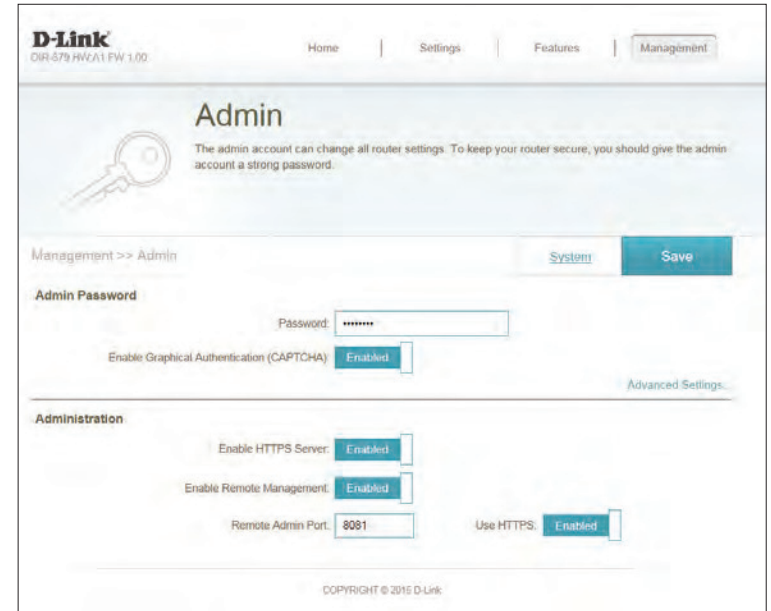 D-Link
DIR-879 HW:A1 FW:1.00
Home | Settings | Features | Management
Admin
The admin account can change all router settings. To keep your router secure, you should give the admin
account a strong password.
Management >> Admin
System
Save
Admin Password
Password: ••••••••
Enable Graphical Authentication (CAPTCHA): Enabled
Advanced Settings...
Administration
Enable HTTPS Server: Enabled
Enable Remote Management: Enabled
Remote Admin Port: 8081 Use HTTPS: Enabled
COPYRIGHT © 2015 D-Link